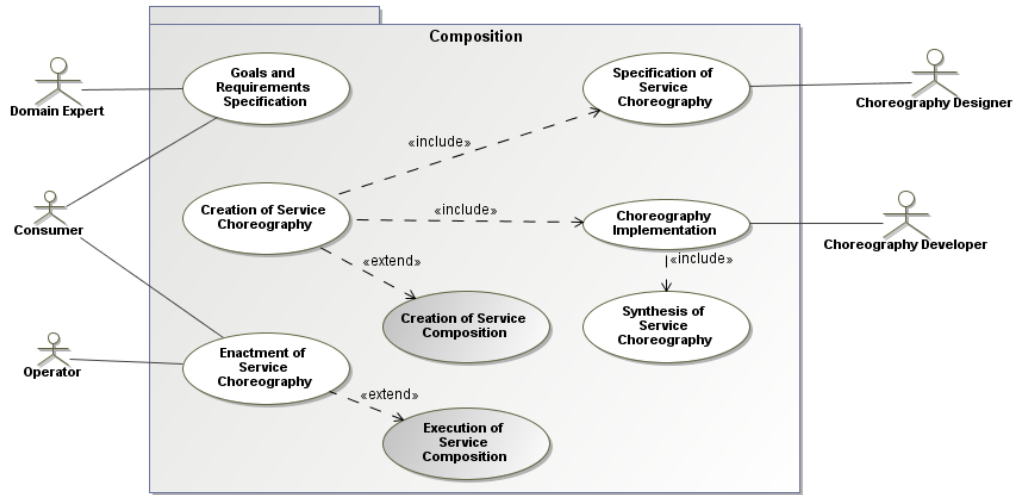 Composition
Domain Expert
Goals and
Requirements
Specification
Specification of
Service
Choreography
Choreography Designer
«include»
Consumer
Creation of Service
Choreography
«include»
Choreography
Implementation
Choreography Developer
«extend»
«include»
Creation of Service
Composition
Synthesis of
Service
Choreography
Operator
Enactment of
Service
Choreography
«extend»
Execution of
Service
Composition